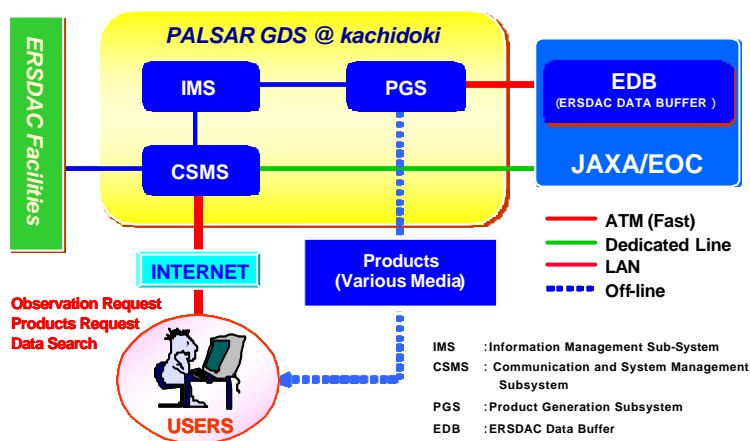 ERSDAC Facilities
PALSAR GDS @ kachidoki
IMS
PGS
CSMS
EDB
(ERSDAC DATA BUFFER )
JAXA/EOC
INTERNET
Products
(Various Media)
Observation Request
Products Request
Data Search
USERS
ATM (Fast)
Dedicated Line
LAN
Off-line
IMS :Information Management Sub-System
CSMS : Communication and System Management
Subsystem
PGS :Product Generation Subsystem
EDB :ERSDAC Data Buffer